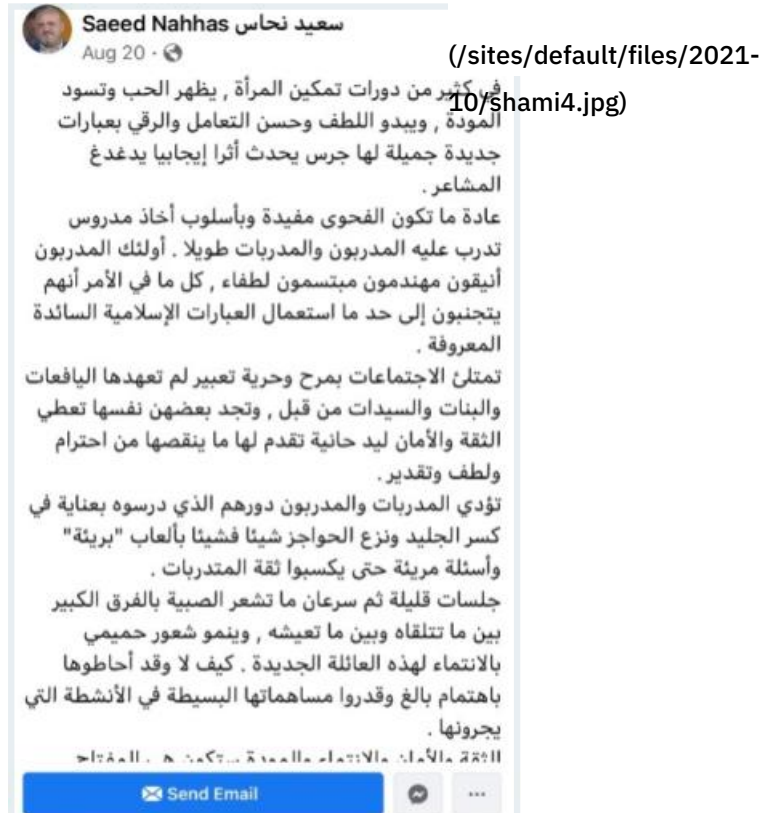 Saeed Nahhas سعيد نحاس
Aug 20 ·
(/sites/default/files/2021-
10/shami4.jpg)
في كثير من دورات تمكين المرأة , يظهر الحب وتسود
المودة , ويبدو اللطف وحسن التعامل والرقي بعبارات
جديدة جميلة لها جرس يحدث أثرا إيجابيا يدغدغ
المشاعر .
عادة ما تكون الفحوى مفيدة وبأسلوب أخاذ مدروس
تدرب عليه المدربون والمدربات طويلا . أولئك المدربون
أنيقون مهندمون مبتسمون لطفاء , كل ما في الأمر أنهم
يتجنبون إلى حد ما استعمال العبارات الإسلامية السائدة
المعروفة .
تمتلئ الاجتماعات بمرح وحرية تعبير لم تعهدها اليافعات
والبنات والسيدات من قبل , وتجد بعضهن نفسها تعطي
الثقة والأمان ليد حانية تقدم لها ما ينقصها من احترام
ولطف وتقدير .
تؤدي المدربات والمدربون دورهم الذي درسوه بعناية في
كسر الجليد ونزع الحواجز شيئا فشيئا بألعاب "بريئة"
وأسئلة مريئة حتى يكسبوا ثقة المتدربات .
جلسات قليلة ثم سرعان ما تشعر الصبية بالفرق الكبير
بين ما تتلقاه وبين ما تعيشه , وينمو شعور حميمي
بالانتماء لهذه العائلة الجديدة . كيف لا وقد أحاطوها
باهتمام بالغ وقدروا مساهماتها البسيطة في الأنشطة التي
يجرونها .
الثقة والأمان والانتماء والمودة ستكون هي المفتاح
Send Email